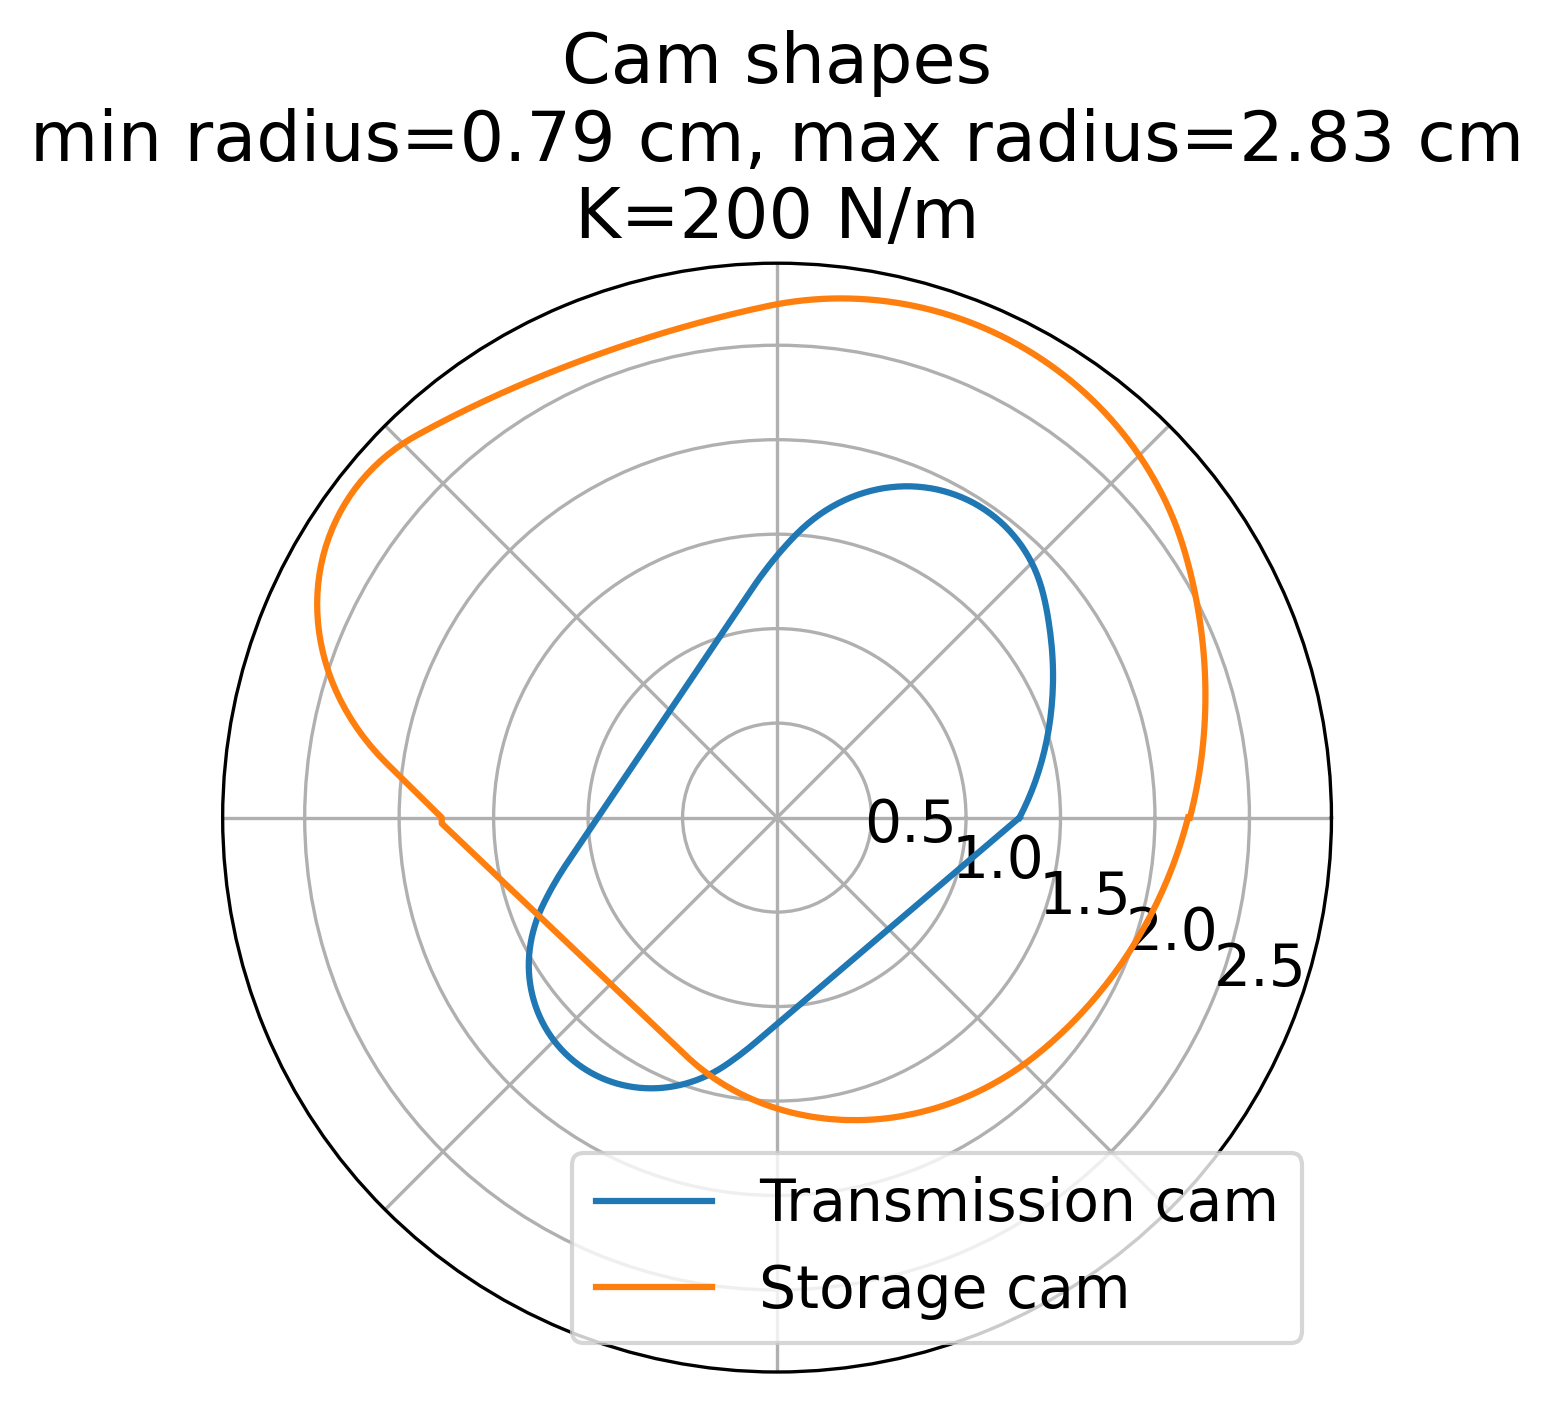 Cam shapes
min radius=0.79 cm, max radius=2.83 cm
K=200 N/m
0.5
1.0
1.5
2.0
2.5
Transmission cam
Storage cam